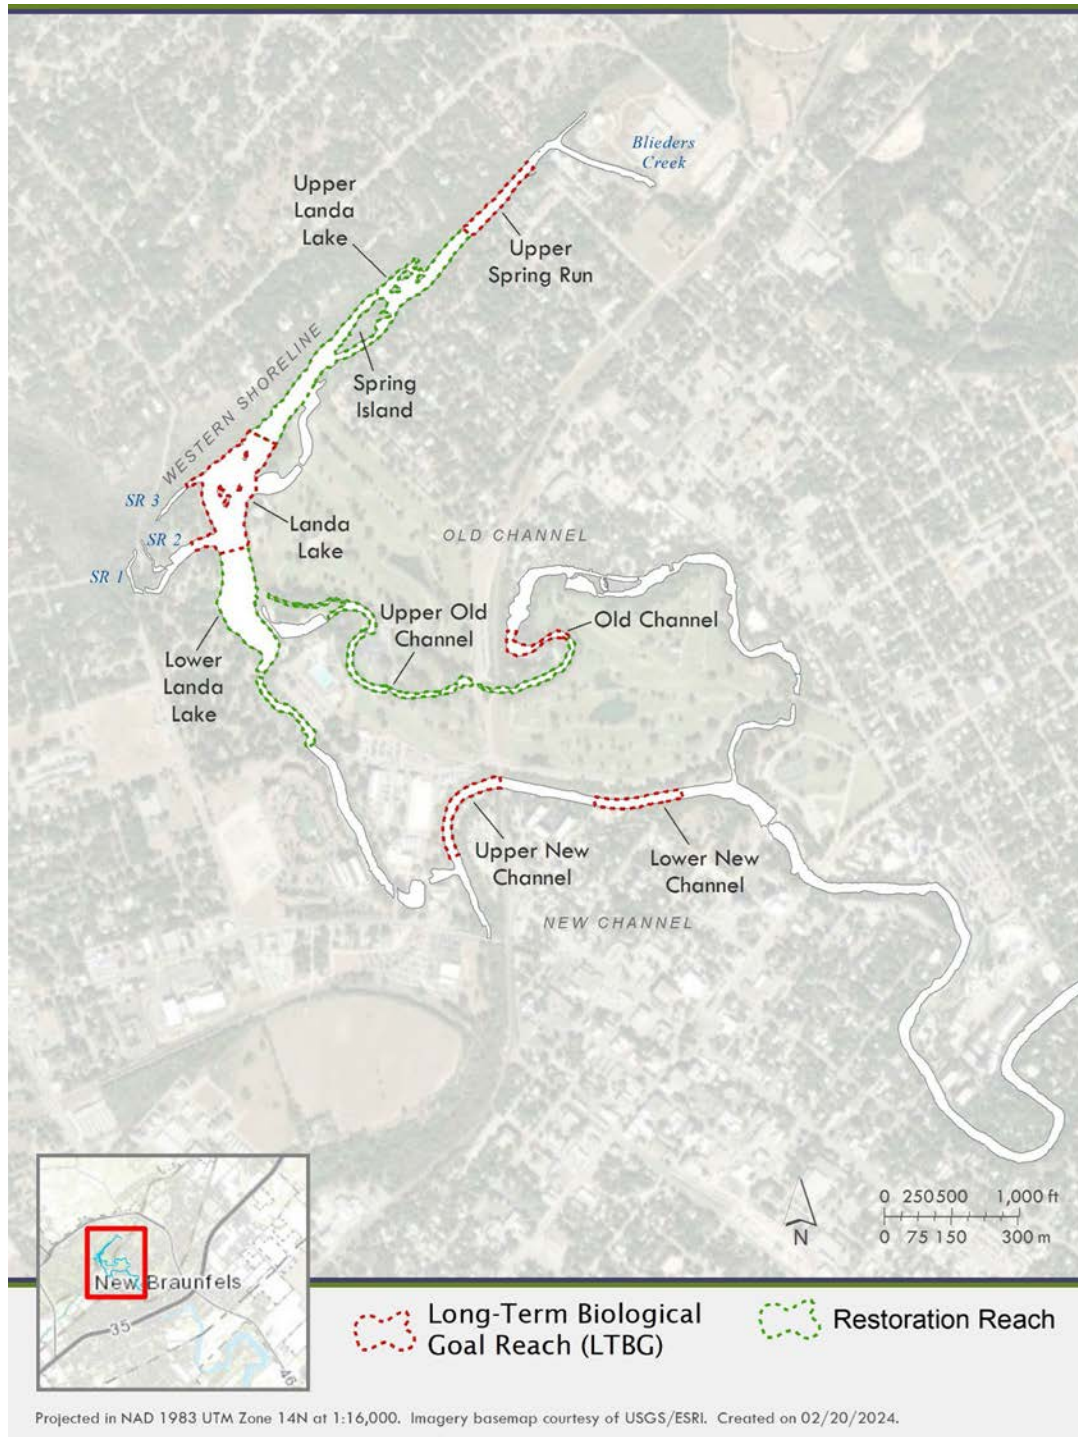 Blieders
Creek
Upper
Landa
Lake
Upper
Spring Run
WESTERN SHORELINE
Spring
Island
SR 3
Landa
Lake
SR 2
OLD CHANNEL
SR 1
Upper Old
Channel
Old Channel
Lower
Landa
Lake
Upper New
Channel
Lower New
Channel
NEW CHANNEL
N
0 250 500 1,000 ft
0 75 150 300 m
New Braunfels
35
46
Long-Term Biological
Goal Reach (LTBG)
Restoration Reach
Projected in NAD 1983 UTM Zone 14N at 1:16,000. Imagery basemap courtesy of USGS/ESRI. Created on 02/20/2024.